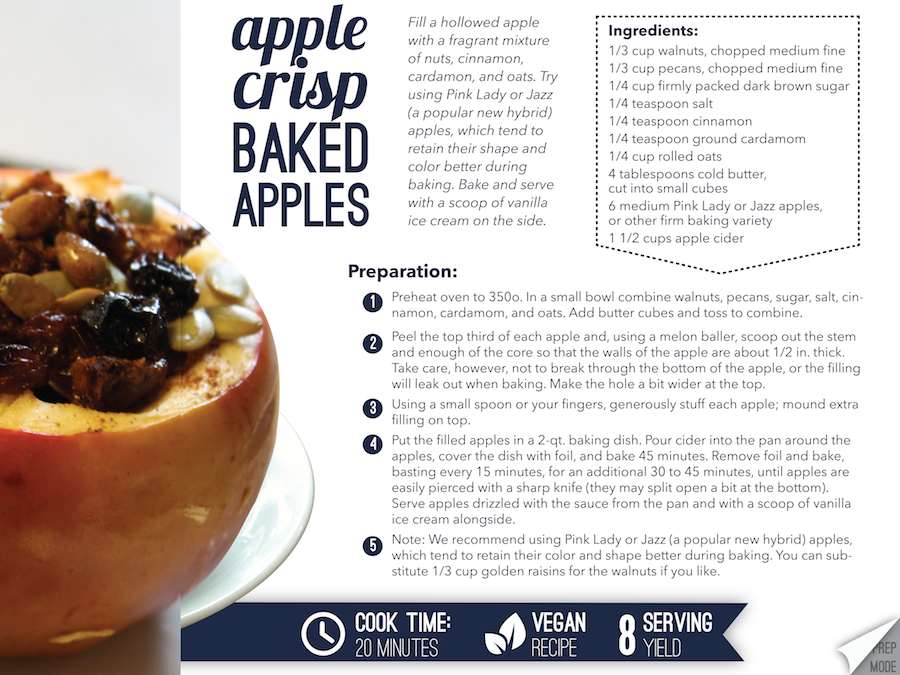 apple
crisp
BAKED
APPLES
Fill a hollowed apple
with a fragrant mixture
of nuts, cinnamon,
cardamon, and oats. Try
using Pink Lady or Jazz
(a popular new hybrid)
apples, which tend to
retain their shape and
color better during
baking. Bake and serve
with a scoop of vanilla
ice cream on the side.
Ingredients:
1/3 cup walnuts, chopped medium fine
1/3 cup pecans, chopped medium fine
1/4 cup firmly packed dark brown sugar
1/4 teaspoon salt
1/4 teaspoon cinnamon
1/4 teaspoon ground cardamom
1/4 cup rolled oats
4 tablespoons cold butter,
cut into small cubes
6 medium Pink Lady or Jazz apples,
or other firm baking variety
1 1/2 cups apple cider
Preparation:
1 Preheat oven to 350o. In a small bowl combine walnuts, pecans, sugar, salt, cin-
namon, cardamom, and oats. Add butter cubes and toss to combine.
2 Peel the top third of each apple and, using a melon baller, scoop out the stem
and enough of the core so that the walls of the apple are about 1/2 in. thick.
Take care, however, not to break through the bottom of the apple, or the filling
will leak out when baking. Make the hole a bit wider at the top.
3 Using a small spoon or your fingers, generously stuff each apple; mound extra
filling on top.
4 Put the filled apples in a 2-qt. baking dish. Pour cider into the pan around the
apples, cover the dish with foil, and bake 45 minutes. Remove foil and bake,
basting every 15 minutes, for an additional 30 to 45 minutes, until apples are
easily pierced with a sharp knife (they may split open a bit at the bottom).
Serve apples drizzled with the sauce from the pan and with a scoop of vanilla
ice cream alongside.
5 Note: We recommend using Pink Lady or Jazz (a popular new hybrid) apples,
which tend to retain their color and shape better during baking. You can sub-
stitute 1/3 cup golden raisins for the walnuts if you like.
COOK TIME:
20 MINUTES
VEGAN
RECIPE
8 SERVING
YIELD
PREP
MODE